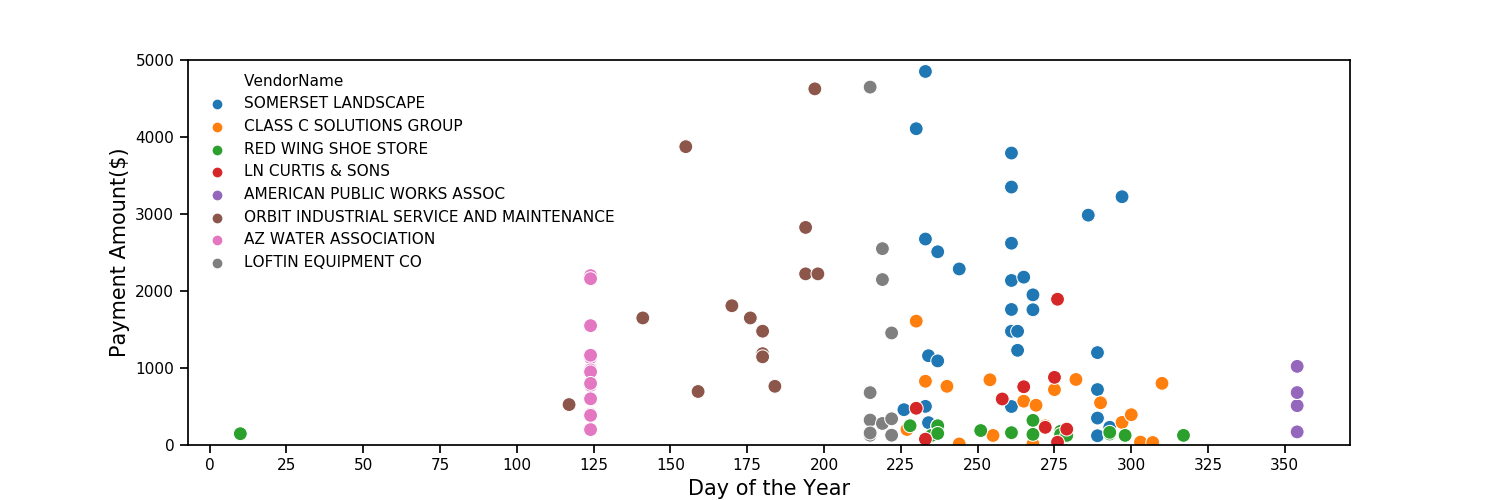 5000
4000
3000
2000
1000
0
Payment Amount($)
VendorName
SOMERSET LANDSCAPE
CLASS C SOLUTIONS GROUP
RED WING SHOE STORE
LN CURTIS & SONS
AMERICAN PUBLIC WORKS ASSOC
ORBIT INDUSTRIAL SERVICE AND MAINTENANCE
AZ WATER ASSOCIATION
LOFTIN EQUIPMENT CO
0 25 50 75 100 125 150 175 200 225 250 275 300 325 350
Day of the Year